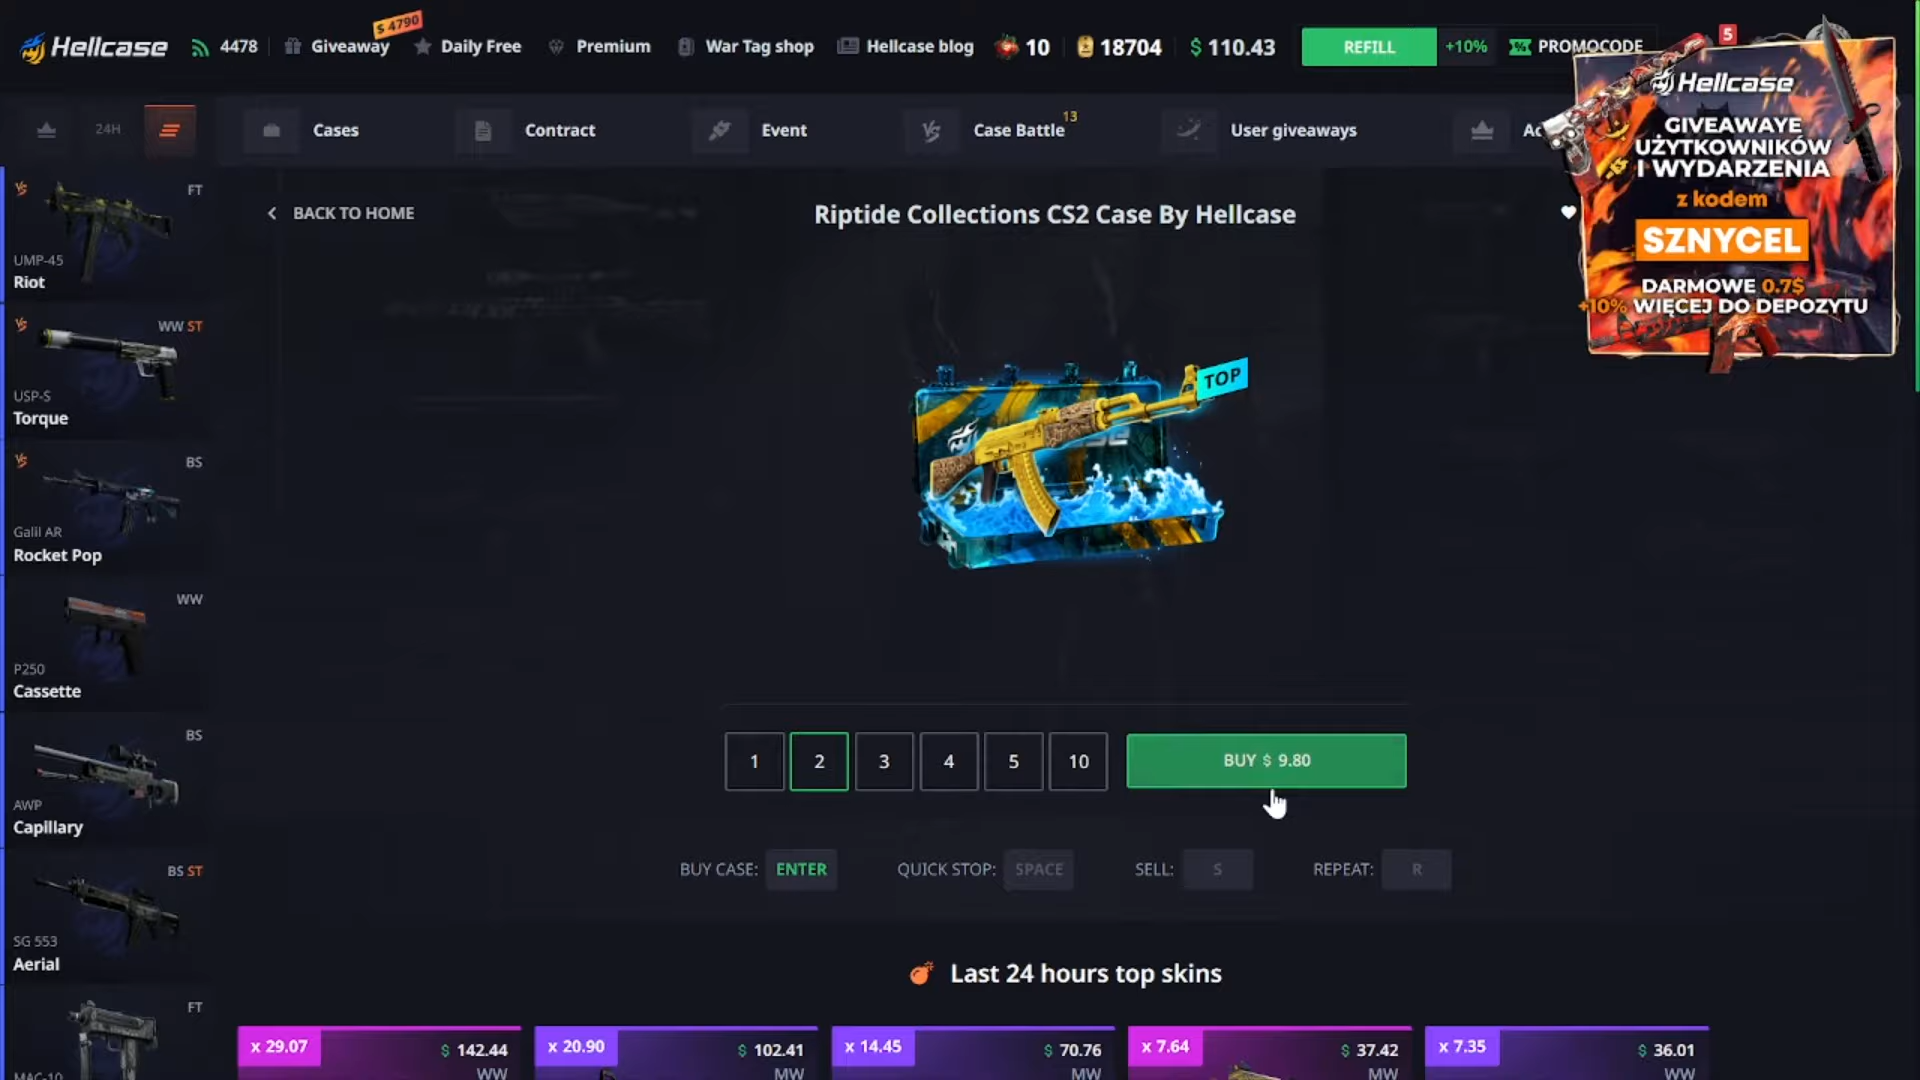 Hellcase
4478
Giveaway
$ 4790
Daily Free
Premium
War Tag shop
Hellcase blog
10
18704
$ 110.43
REFILL
+10%
PROMOCODE
5
24H
Cases
Contract
Event
Case Battle
13
User giveaways
Hellcase
GIVEAWAYE
UŻYTKOWNIKÓW
I WYDARZENIA
z kodem
SZNYCEL
DARMOWE 0.7$
+10% WIĘCEJ DO DEPOZYTU
BACK TO HOME
Riptide Collections CS2 Case By Hellcase
TOP
FT
UMP-45
Riot
WW ST
USP-S
Torque
BS
Galil AR
Rocket Pop
WW
P250
Cassette
BS
AWP
Capillary
BS ST
SG 553
Aerial
FT
MAC-10
1
2
3
4
5
10
BUY $ 9.80
BUY CASE: ENTER
QUICK STOP: SPACE
SELL: S
REPEAT: R
Last 24 hours top skins
x 29.07
$ 142.44
WW
x 20.90
$ 102.41
MW
x 14.45
$ 70.76
MW
x 7.64
$ 37.42
MW
x 7.35
$ 36.01
WW